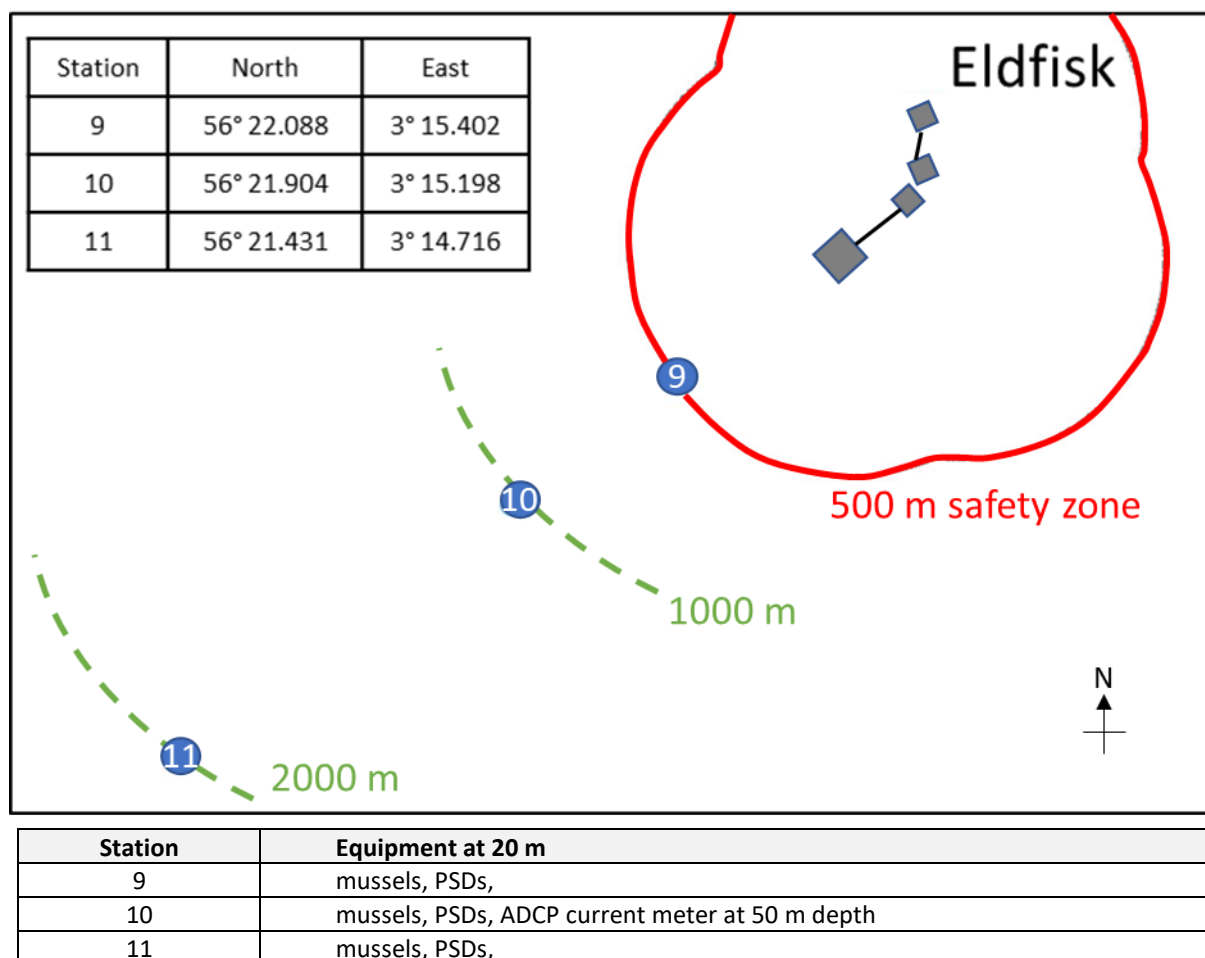 Eldfisk
Station North East
9 56° 22.088 3° 15.402
10 56° 21.904 3° 15.198
11 56° 21.431 3° 14.716
9
10
500 m safety zone
1000 m
N
11
2000 m
Station Equipment at 20 m
9 mussels, PSDs,
10 mussels, PSDs, ADCP current meter at 50 m depth
11 mussels, PSDs,